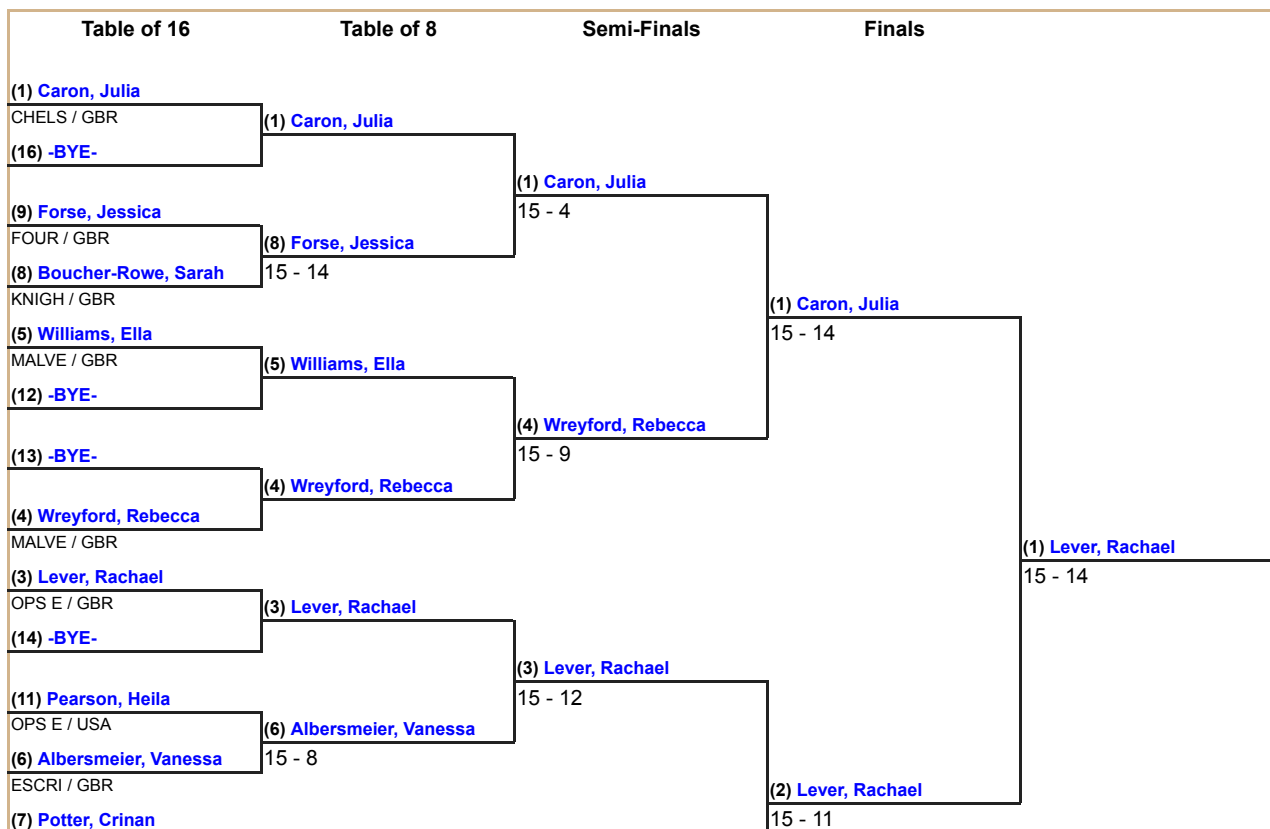 Table of 16 Table of 8 Semi-Finals Finals
(1) Caron, Julia
CHELS / GBR
(1) Caron, Julia
(16) -BYE-
(1) Caron, Julia
15 - 4
(9) Forse, Jessica
FOUR / GBR
(8) Forse, Jessica
15 - 14
(8) Boucher-Rowe, Sarah
KNIGH / GBR
(1) Caron, Julia
15 - 14
(5) Williams, Ella
MALVE / GBR
(5) Williams, Ella
(12) -BYE-
(4) Wreyford, Rebecca
15 - 9
(13) -BYE-
(4) Wreyford, Rebecca
(4) Wreyford, Rebecca
MALVE / GBR
(1) Lever, Rachael
15 - 14
(3) Lever, Rachael
OPS E / GBR
(3) Lever, Rachael
(14) -BYE-
(3) Lever, Rachael
15 - 12
(11) Pearson, Heila
OPS E / USA
(6) Albersmeier, Vanessa
15 - 8
(6) Albersmeier, Vanessa
ESCRI / GBR
(2) Lever, Rachael
15 - 11
(7) Potter, Crinan